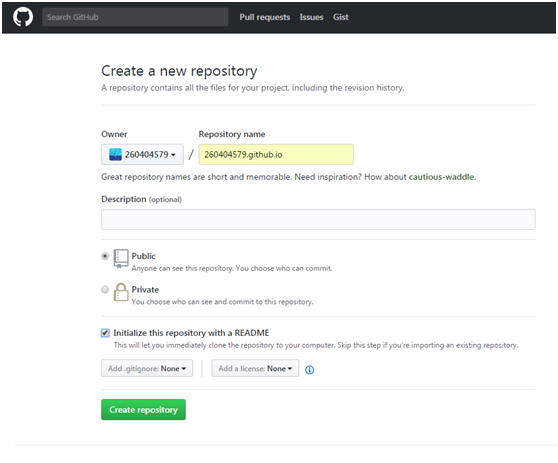 Search GitHub Pull requests Issues Gist
Create a new repository
A repository contains all the files for your project, including the revision history.
Owner Repository name
260404579 / 260404579.github.io
Great repository names are short and memorable. Need inspiration? How about cautious-waddle.
Description (optional)
Public
Anyone can see this repository. You choose who can commit.
Private
You choose who can see and commit to this repository.
Initialize this repository with a README
This will let you immediately clone the repository to your computer. Skip this step if you're importing an existing repository.
Add .gitignore: None Add a license: None
Create repository